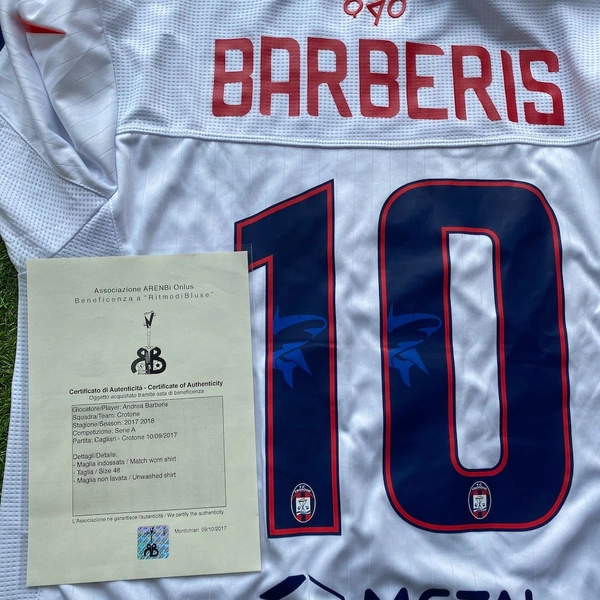 BARBERIS
10
Associazione ARENBi Onlus
Beneficenza a "RitmodiBluse"
Certificato di Autenticità - Certificate of Authenticity
Oggetto acquistato tramite asta di beneficenza
Giocatore/Player: Andrea Barberis
Squadra/Team: Crotone
Stagione/Season: 2017 2018
Competizione: Serie A
Partita: Cagliari - Crotone 10/09/2017
Dettagli/Details:
- Maglia indossata / Match worn shirt
- Taglia / Size 48
- Maglia non lavata / Unwashed shirt
L'Associazione ne garantisce l'autenticità / We certify the authenticity
Montichiari 09/10/2017
METAL